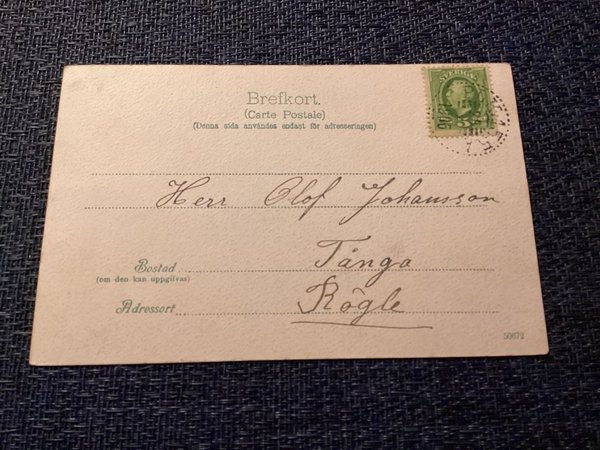 Brefkort.
(Carte Postale)
(Denna sida användes endast för adresseringen)
SVERIGE
Herr Olof Johansson
Bostad Tånga
(om den kan uppgifvas)
Adressort Rögle
50672